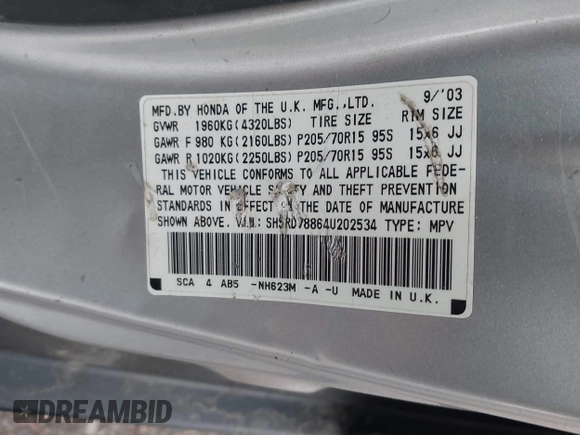 MFD.BY HONDA OF THE U.K. MFG.,LTD. 9/'03
GVWR 1960KG(4320LBS) TIRE SIZE RIM SIZE
GAWR F 980 KG(2160LBS) P205/70R15 95S 15x6 JJ
GAWR R 1020KG(2250LBS) P205/70R15 95S 15x6 JJ
THIS VEHICLE CONFORMS TO ALL APPLICABLE FEDE-
RAL MOTOR VEHICLE SAFETY AND THEFT PREVENTION
STANDARDS IN EFFECT ON THE DATE OF MANUFACTURE
SHOWN ABOVE. V.I.N.: SHSRD78864U202534 TYPE: MPV
SCA 4 AB5 -NH623M -A -U MADE IN U.K.
DREAMBID